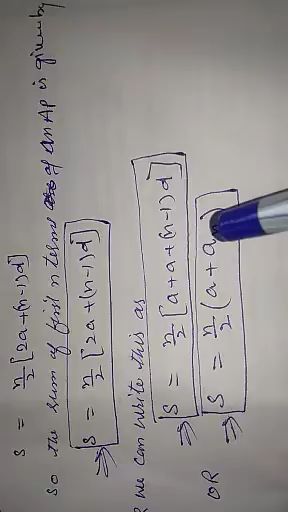 S = n/2 [2a+(n-1)d]
so the sum of first n terms of an AP is given by
⇒ S = n/2 [2a+(n-1)d]
we can write this as
⇒ S = n/2 [a+a+(n-1)d]
OR ⇒ S = n/2 (a+a